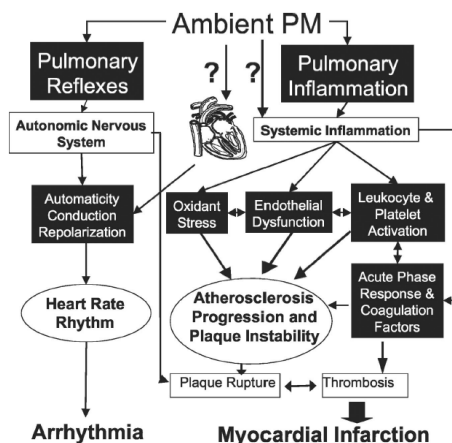 Ambient PM
Pulmonary
Reflexes
?
?
Pulmonary
Inflammation
Autonomic Nervous
System
Systemic Inflammation
Automaticity
Conduction
Repolarization
Oxidant
Stress
Endothelial
Dysfunction
Leukocyte &
Platelet
Activation
Heart Rate
Rhythm
Atherosclerosis
Progression and
Plaque Instability
Acute Phase
Response &
Coagulation
Factors
Plaque Rupture
Thrombosis
Arrhythmia
Myocardial Infarction